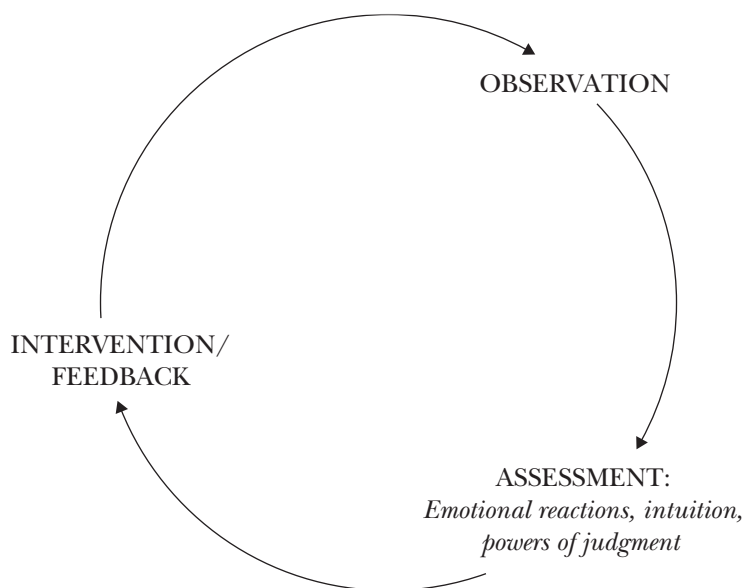 OBSERVATION
INTERVENTION/
FEEDBACK
ASSESSMENT:
Emotional reactions, intuition,
powers of judgment